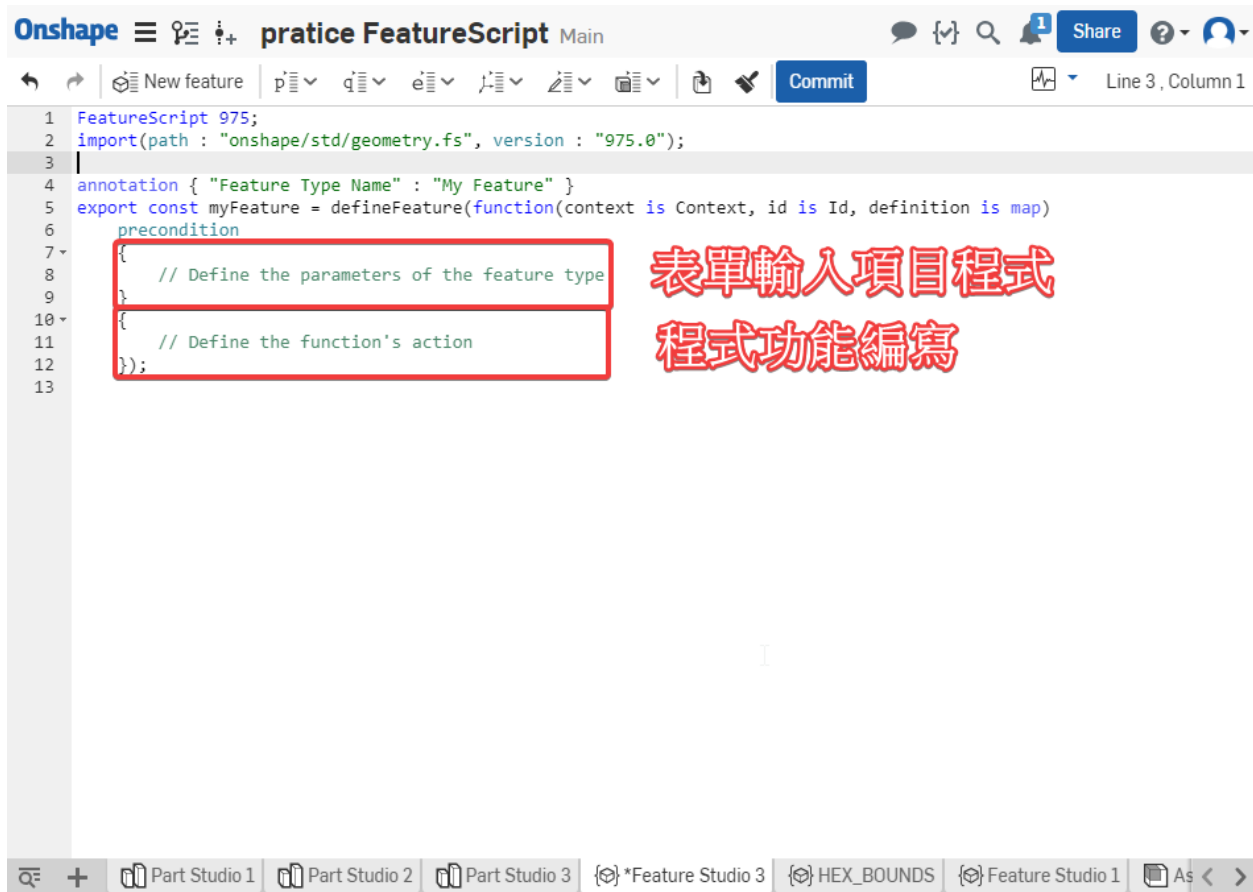 Onshape pratice FeatureScript Main 1 Share
New feature Commit Line 3 , Column 1
1 FeatureScript 975;
2 import(path : "onshape/std/geometry.fs", version : "975.0");
3
4 annotation { "Feature Type Name" : "My Feature" }
5 export const myFeature = defineFeature(function(context is Context, id is Id, definition is map)
6 precondition
7 {
8 // Define the parameters of the feature type
表單輸入項目程式
9 }
10 {
11 // Define the function's action
程式功能編寫
12 });
13
Part Studio 1 Part Studio 2 Part Studio 3 *Feature Studio 3 HEX_BOUNDS Feature Studio 1 As